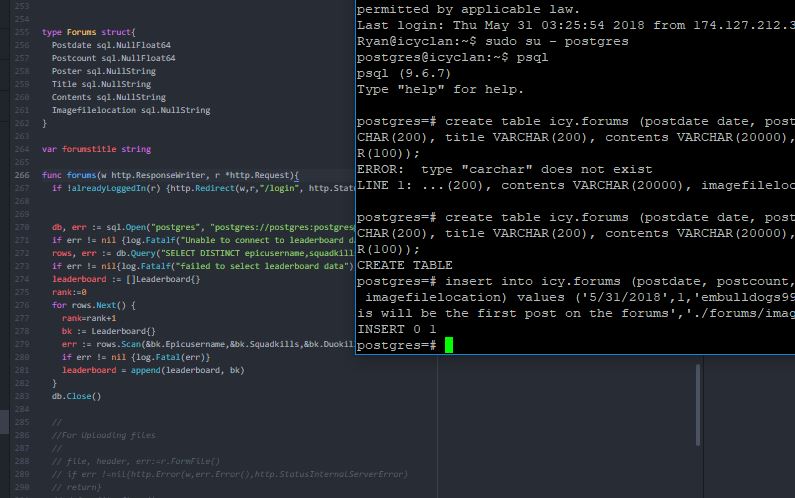 253
254
255 type Forums struct{
256 Postdate sql.NullFloat64
257 Postcount sql.NullFloat64
258 Poster sql.NullString
259 Title sql.NullString
260 Contents sql.NullString
261 Imagefilelocation sql.NullString
262 }
263
264 var forumstitle string
265
266 func forums(w http.ResponseWriter, r *http.Request){
267 if !alreadyLoggedIn(r) {http.Redirect(w,r,"/login", http.Stat
268
269
270 db, err := sql.Open("postgres", "postgres://postgres:postgres
271 if err != nil {log.Fatalf("Unable to connect to leaderboard da
272 rows, err := db.Query("SELECT DISTINCT epicusername,squadkill
273 if err != nil{log.Fatalf("failed to select leaderboard data")
274 leaderboard := []Leaderboard{}
275 rank:=0
276 for rows.Next() {
277 rank=rank+1
278 bk := Leaderboard{}
279 err := rows.Scan(&bk.Epicusername,&bk.Squadkills,&bk.Duokill
280 if err != nil {log.Fatal(err)}
281 leaderboard = append(leaderboard, bk)
282 }
283 db.Close()
284
285 //
286 //For Uploading files
287 //
288 // file, header, err:=r.FormFile()
289 // if err !=nil{http.Error(w,err.Error(),http.StatusInternalServerError)
290 // return}
permitted by applicable law.
Last login: Thu May 31 03:25:54 2018 from 174.127.212.3
Ryan@icyclan:~$ sudo su - postgres
postgres@icyclan:~$ psql
psql (9.6.7)
Type "help" for help.
postgres=# create table icy.forums (postdate date, post
CHAR(200), title VARCHAR(200), contents VARCHAR(20000),
R(100));
ERROR: type "carchar" does not exist
LINE 1: ...(200), contents VARCHAR(20000), imagefileloc
postgres=# create table icy.forums (postdate date, post
CHAR(200), title VARCHAR(200), contents VARCHAR(20000),
R(100));
CREATE TABLE
postgres=# insert into icy.forums (postdate, postcount,
imagefilelocation) values ('5/31/2018',1,'embulldogs99
is will be the first post on the forums','./forums/imag
INSERT 0 1
postgres=#